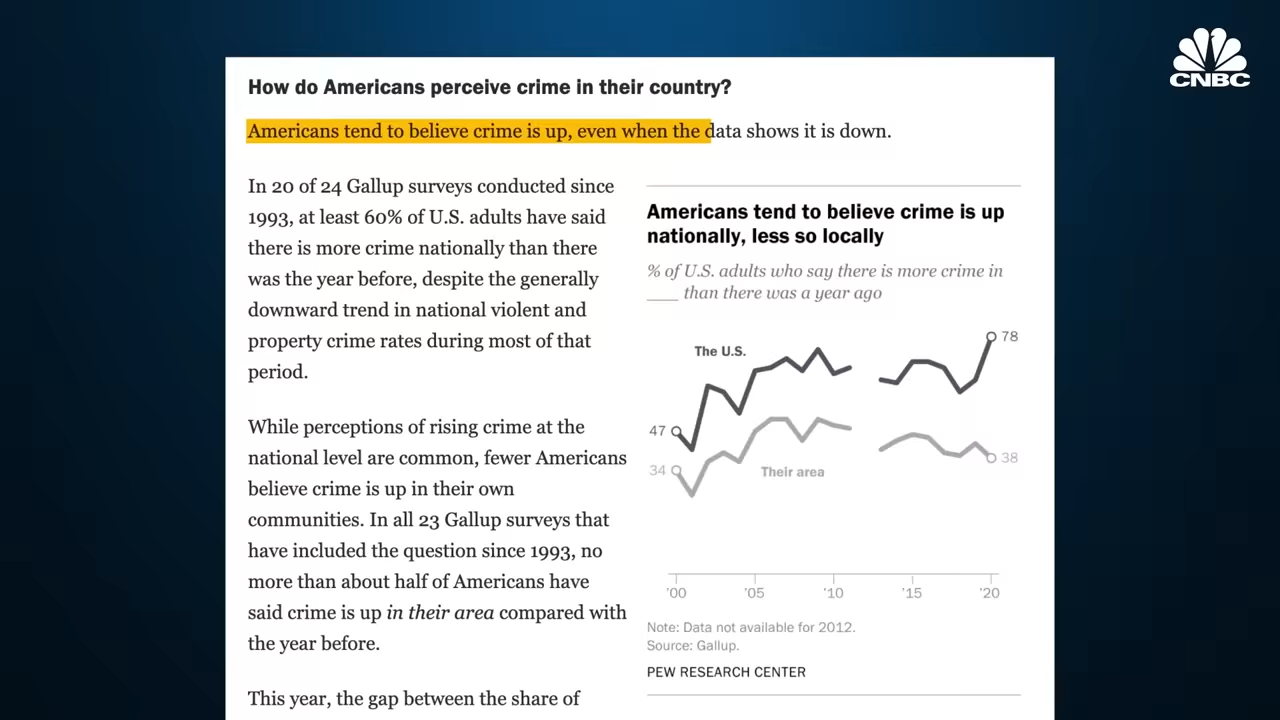 CNBC
How do Americans perceive crime in their country?
Americans tend to believe crime is up, even when the data shows it is down.
In 20 of 24 Gallup surveys conducted since
1993, at least 60% of U.S. adults have said
there is more crime nationally than there
was the year before, despite the generally
downward trend in national violent and
property crime rates during most of that
period.
While perceptions of rising crime at the
national level are common, fewer Americans
believe crime is up in their own
communities. In all 23 Gallup surveys that
have included the question since 1993, no
more than about half of Americans have
said crime is up in their area compared with
the year before.
This year, the gap between the share of
Americans tend to believe crime is up
nationally, less so locally
% of U.S. adults who say there is more crime in
___ than there was a year ago
78
The U.S.
47
34
Their area
38
'00 '05 '10 '15 '20
Note: Data not available for 2012.
Source: Gallup.
PEW RESEARCH CENTER